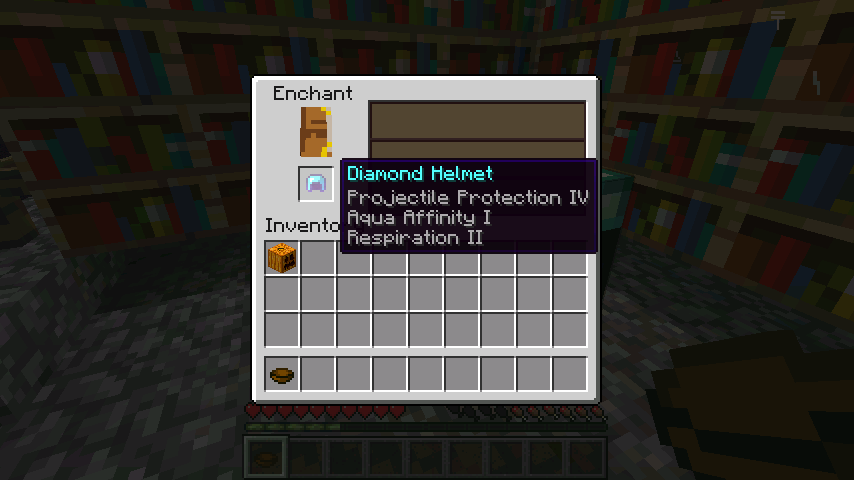 Enchant
Diamond Helmet
Projectile Protection IV
Aqua Affinity I
Respiration II
Invento